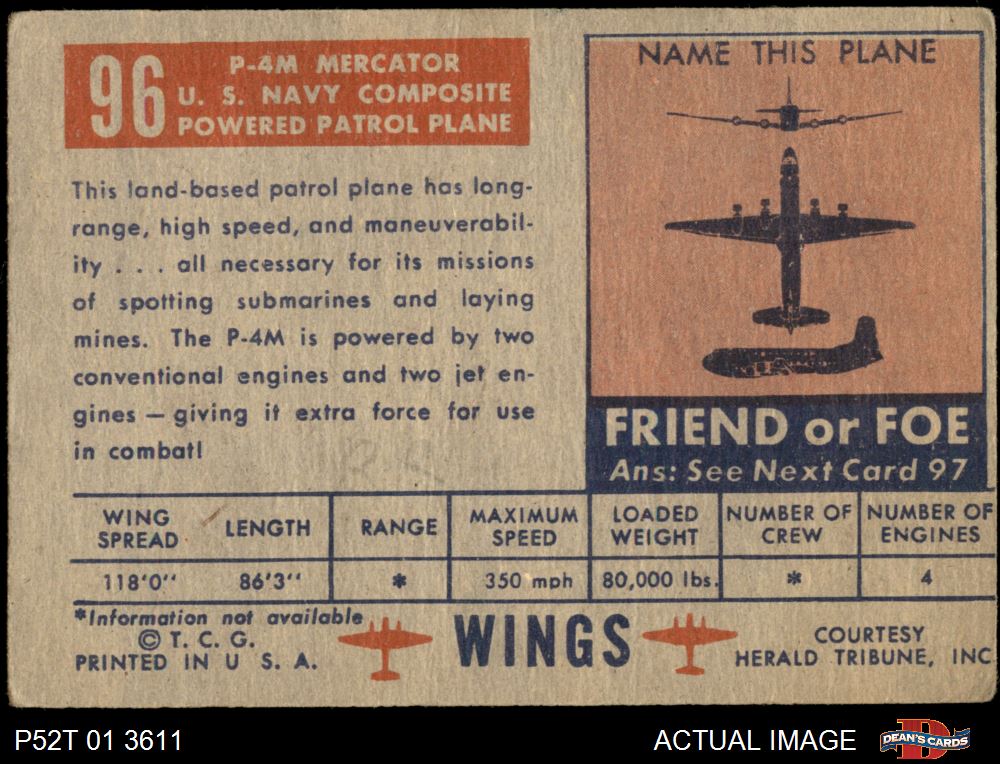 96
P-4M MERCATOR
U. S. NAVY COMPOSITE
POWERED PATROL PLANE
This land-based patrol plane has long-
range, high speed, and maneuverabil-
ity . . . all necessary for its missions
of spotting submarines and laying
mines. The P-4M is powered by two
conventional engines and two jet en-
gines — giving it extra force for use
in combat!
NAME THIS PLANE
FRIEND or FOE
Ans: See Next Card 97
WING SPREAD LENGTH RANGE MAXIMUM SPEED LOADED WEIGHT NUMBER OF CREW NUMBER OF ENGINES
118'0" 86'3" * 350 mph 80,000 lbs. * 4
*Information not available
© T. C. G.
PRINTED IN U S. A.
WINGS
COURTESY
HERALD TRIBUNE, INC
P52T 01 3611
ACTUAL IMAGE
D
DEAN'S CARDS